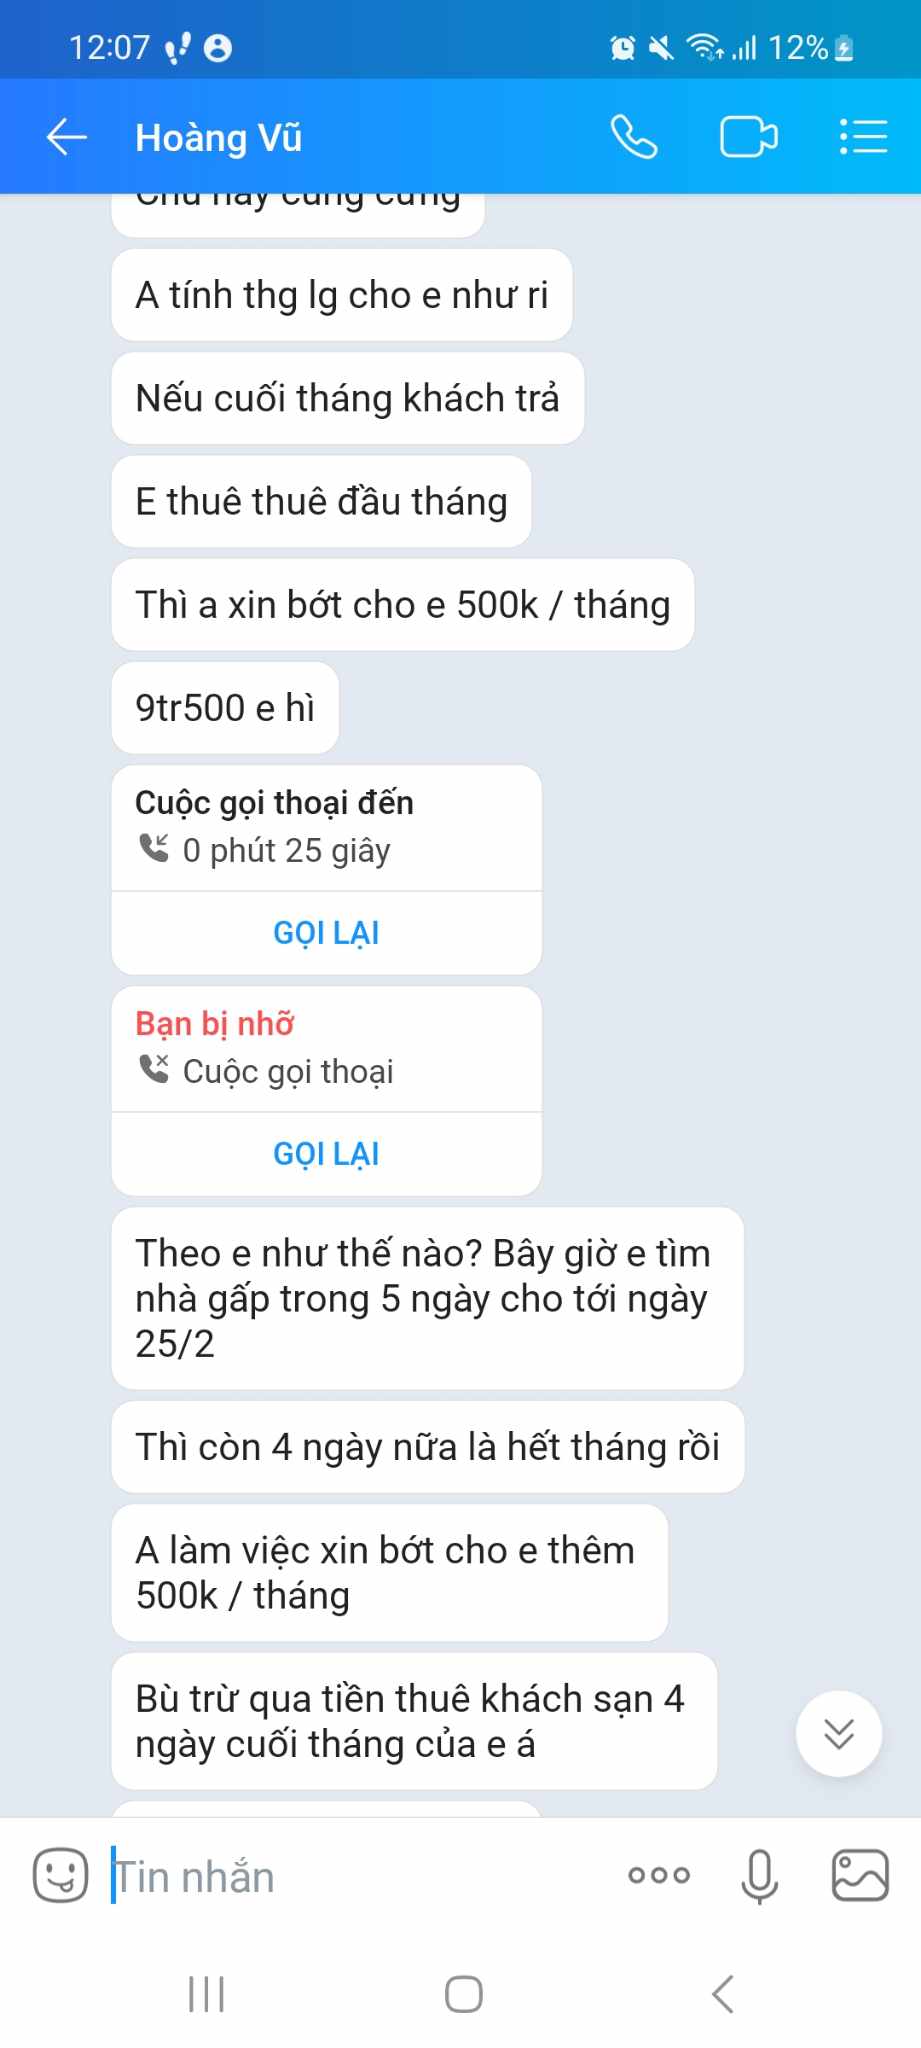 12:07
12%
Hoàng Vũ
A tính thg lg cho e như ri
Nếu cuối tháng khách trả
E thuê thuê đầu tháng
Thì a xin bớt cho e 500k / tháng
9tr500 e hì
Cuộc gọi thoại đến
0 phút 25 giây
GỌI LẠI
Bạn bị nhỡ
Cuộc gọi thoại
GỌI LẠI
Theo e như thế nào? Bây giờ e tìm
nhà gấp trong 5 ngày cho tới ngày
25/2
Thì còn 4 ngày nữa là hết tháng rồi
A làm việc xin bớt cho e thêm
500k / tháng
Bù trừ qua tiền thuê khách sạn 4
ngày cuối tháng của e á
Tin nhắn